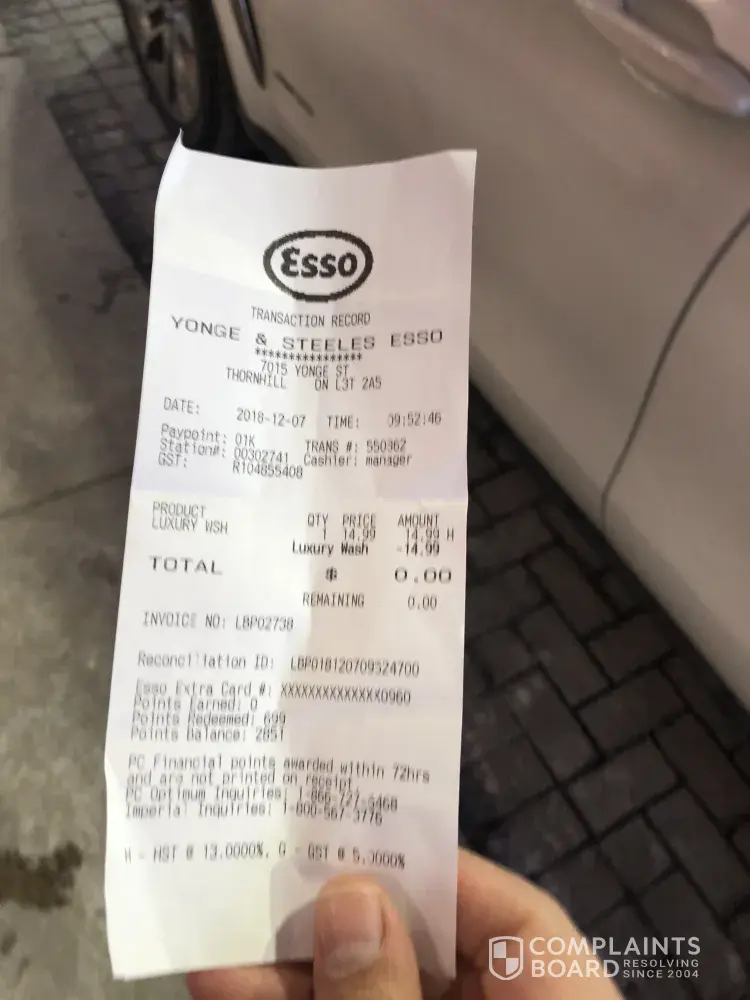 Esso
TRANSACTION RECORD
YONGE & STEELES ESSO
****************
7015 YONGE ST
THORNHILL ON L3T 2A5
DATE: 2018-12-07 TIME: 09:52:46
Paypoint: 01K TRANS #: 550362
Station#: 00302741 Cashier: manager
GST: R104855408
PRODUCT QTY PRICE AMOUNT
LUXURY WSH 1 14.99 14.99 H
Luxury Wash -14.99
TOTAL $ 0.00
REMAINING 0.00
INVOICE NO: LBP02738
Reconciliation ID: LBP018120709524700
Esso Extra Card #: XXXXXXXXXXXXXX0960
Points Earned: 0
Points Redeemed: 699
Points Balance: 2851
PC Financial points awarded within 72hrs
and are not printed on receipt.
PC Optimum Inquiries: 1-866-727-6468
Imperial Inquiries: 1-800-567-3776
H - HST @ 13.0000%, G - GST @ 5.0000%
COMPLAINTS
BOARD RESOLVING
SINCE 2004